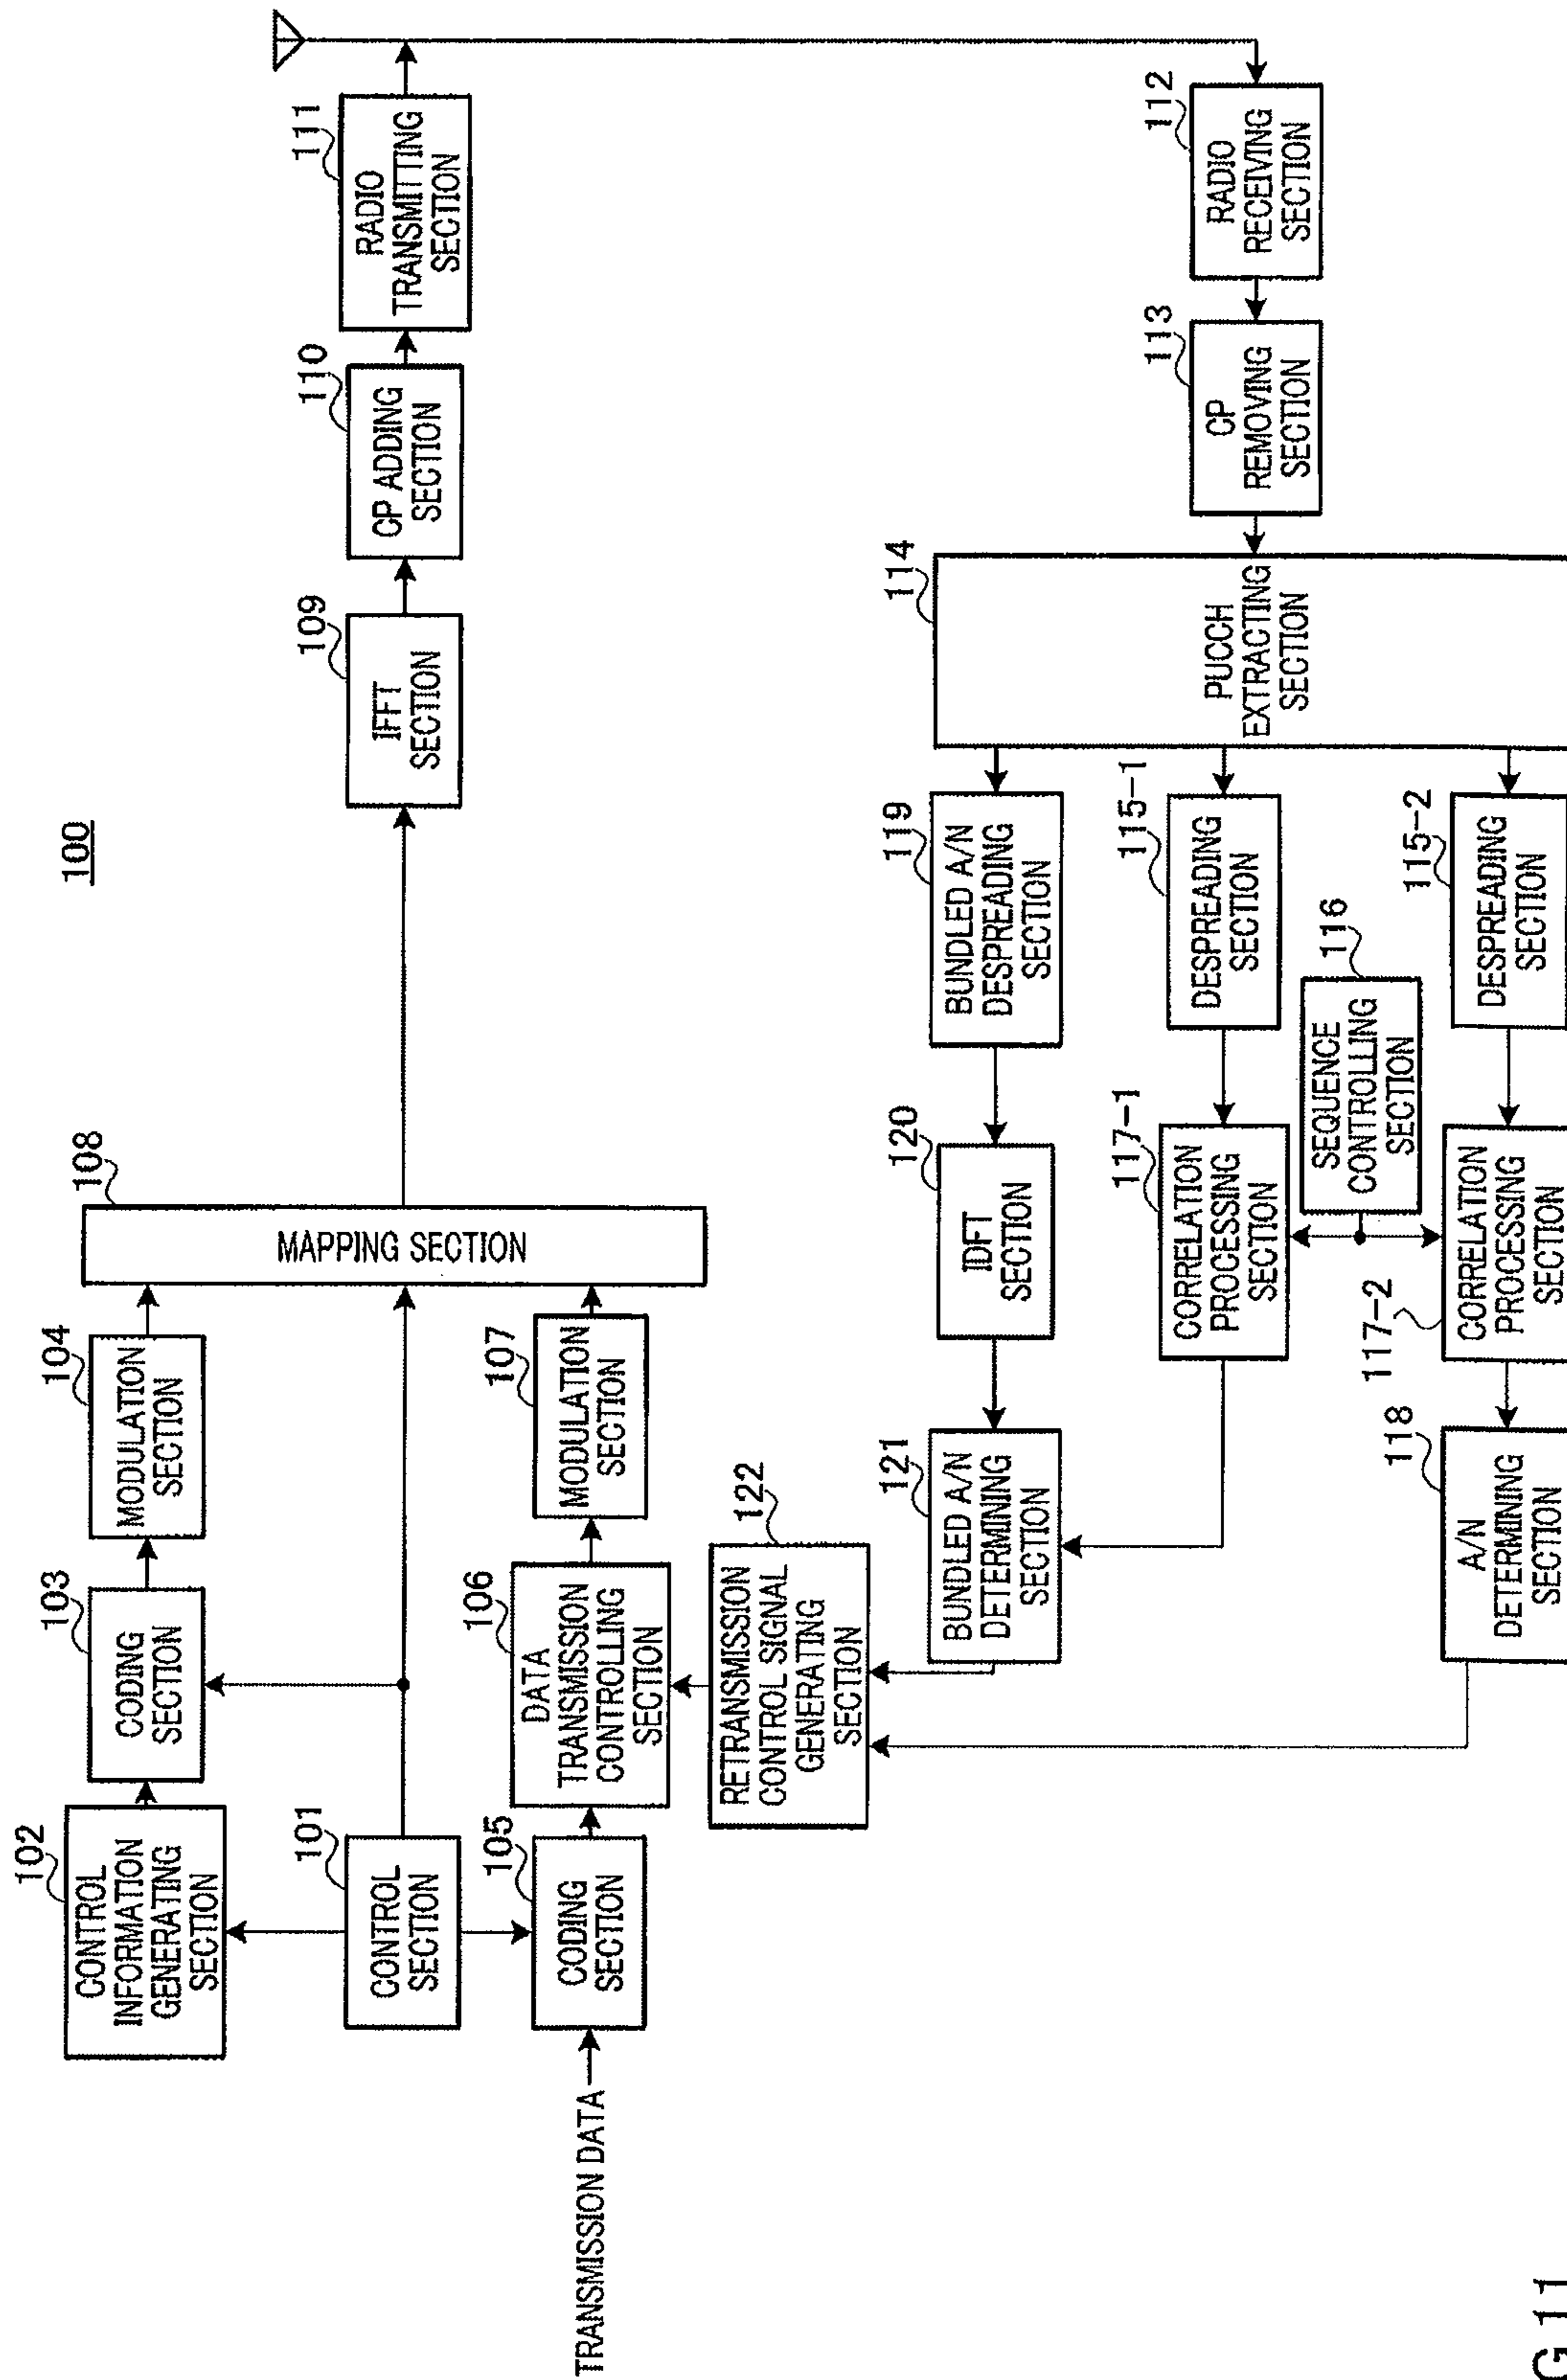 100
102
CONTROL
INFORMATION
GENERATING
SECTION
103
CODING
SECTION
104
MODULATION
SECTION
108
MAPPING SECTION
101
CONTROL
SECTION
109
IFFT
SECTION
110
CP ADDING
SECTION
111
RADIO
TRANSMITTING
SECTION
TRANSMISSION DATA
105
CODING
SECTION
106
DATA
TRANSMISSION
CONTROLLING
SECTION
107
MODULATION
SECTION
122
RETRANSMISSION
CONTROL SIGNAL
GENERATING
SECTION
121
BUNDLED A/N
DETERMINING
SECTION
120
IDFT
SECTION
119
BUNDLED A/N
DESPREADING
SECTION
114
PUCCH
EXTRACTING
SECTION
113
CP
REMOVING
SECTION
112
RADIO
RECEIVING
SECTION
117-1
CORRELATION
PROCESSING
SECTION
115-1
DESPREADING
SECTION
116
SEQUENCE
CONTROLLING
SECTION
118
A/N
DETERMINING
SECTION
117-2
CORRELATION
PROCESSING
SECTION
115-2
DESPREADING
SECTION
G.11